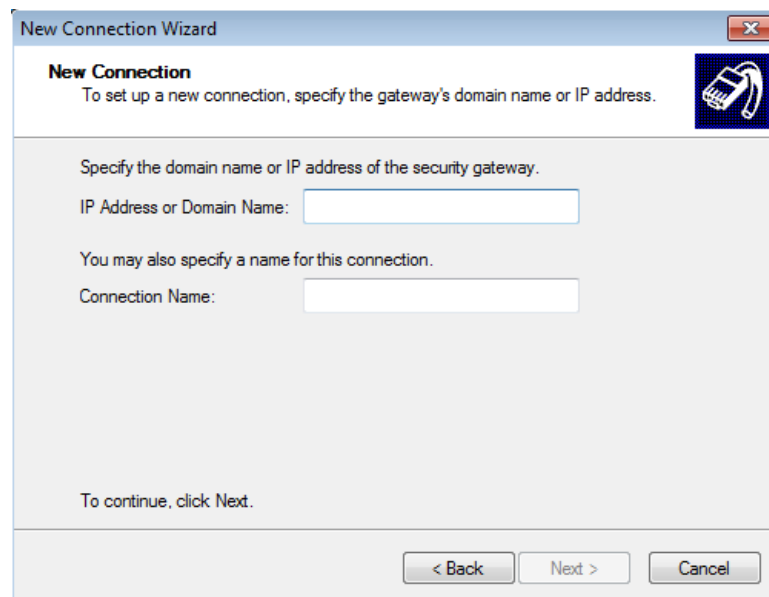 New Connection Wizard
New Connection
To set up a new connection, specify the gateway's domain name or IP address.
Specify the domain name or IP address of the security gateway.
IP Address or Domain Name:
You may also specify a name for this connection.
Connection Name:
To continue, click Next.
< Back Next > Cancel